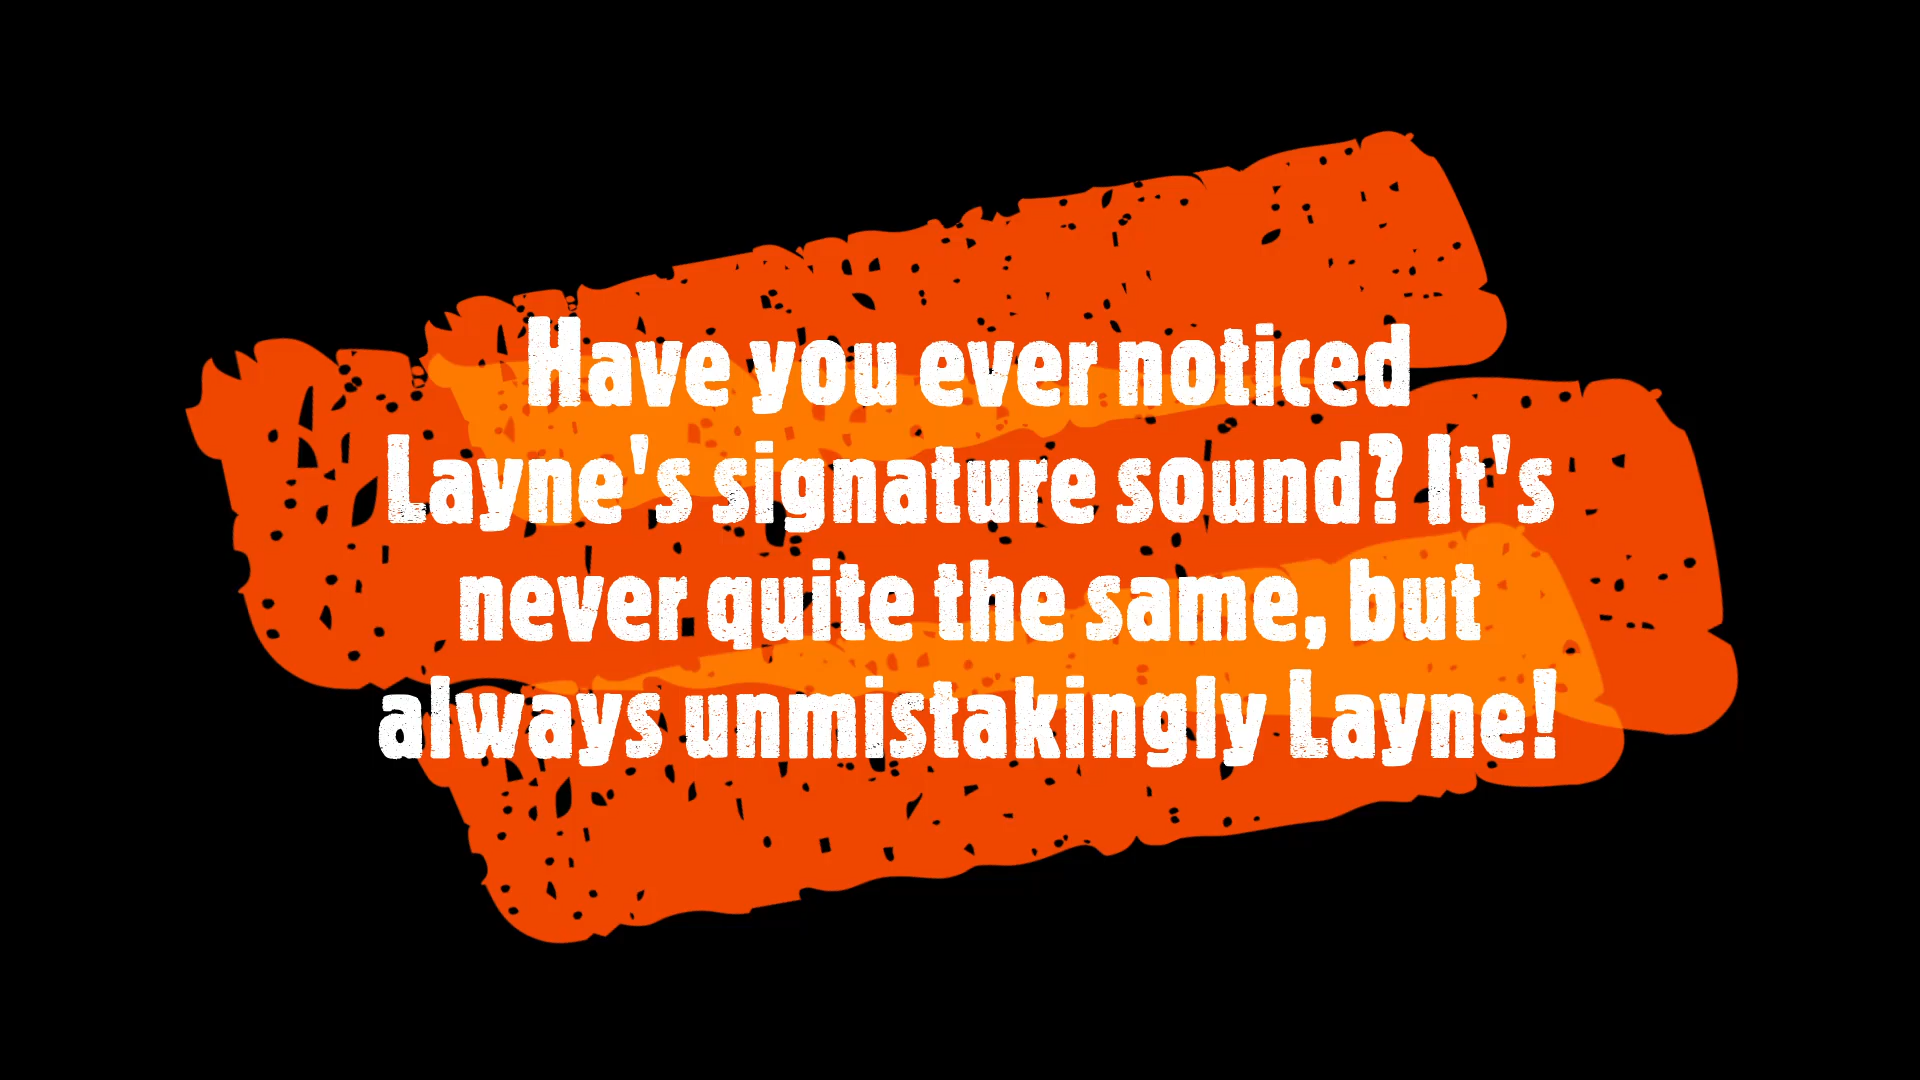 Have you ever noticed
Layne's signature sound? It's
never quite the same, but
always unmistakingly Layne!